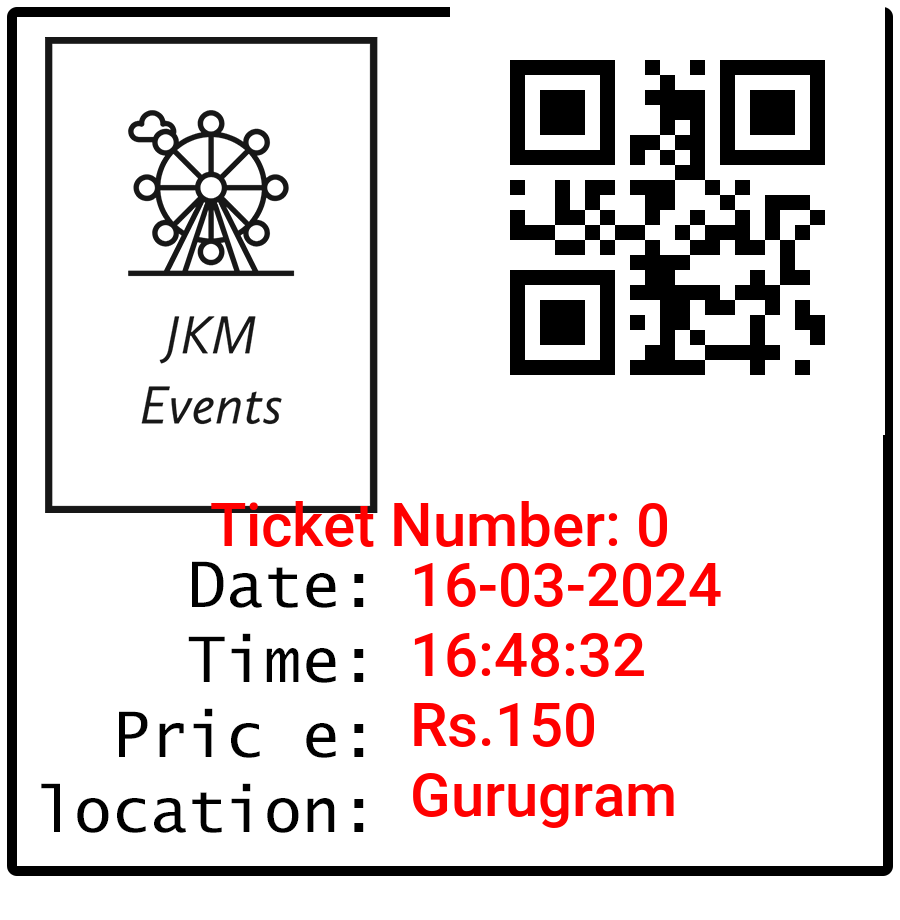 JKM
Events
Ticket Number: 0
Date: 16-03-2024
Time: 16:48:32
Pric e: Rs.150
location: Gurugram